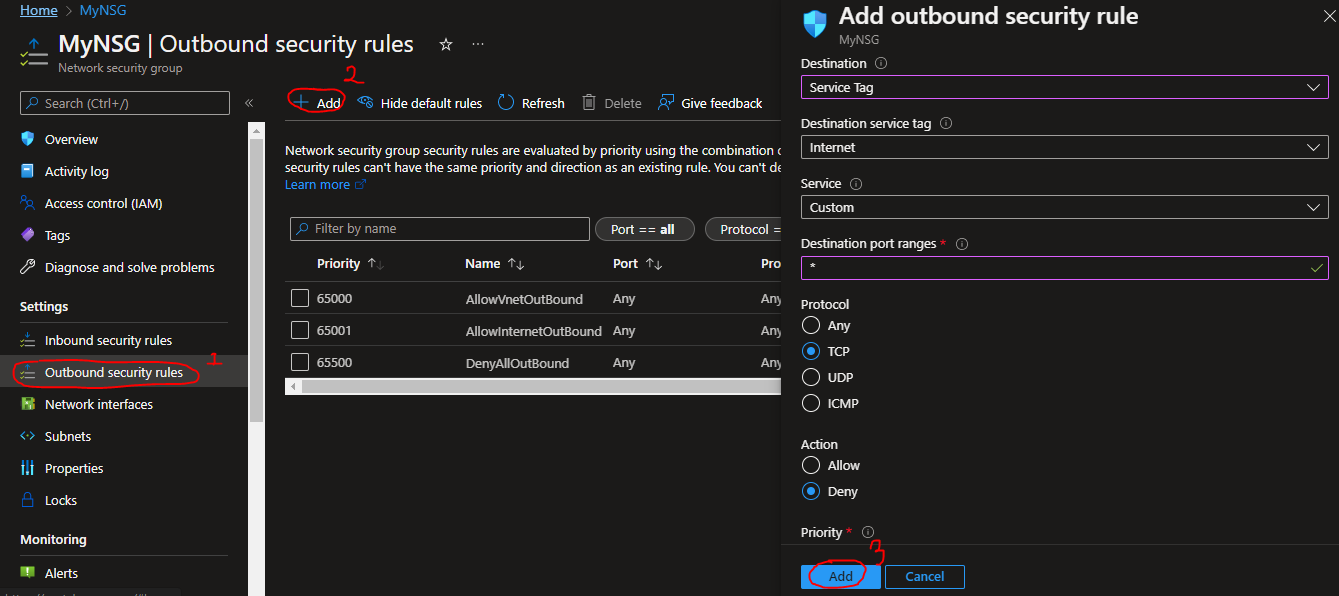 Home > MyNSG
MyNSG | Outbound security rules
Network security group
Search (Ctrl+/)
Overview
Activity log
Access control (IAM)
Tags
Diagnose and solve problems
Settings
Inbound security rules
Outbound security rules 1
Network interfaces
Subnets
Properties
Locks
Monitoring
Alerts
2
Add Hide default rules Refresh Delete Give feedback
Network security group security rules are evaluated by priority using the combination
security rules can't have the same priority and direction as an existing rule. You can't de
Learn more
Filter by name Port == all Protocol =
Priority Name Port Pro
65000 AllowVnetOutBound Any Any
65001 AllowInternetOutBound Any Any
65500 DenyAllOutBound Any Any
Add outbound security rule
MyNSG
Destination
Service Tag
Destination service tag
Internet
Service
Custom
Destination port ranges *
*
Protocol
Any
TCP
UDP
ICMP
Action
Allow
Deny
Priority *
3
Add Cancel